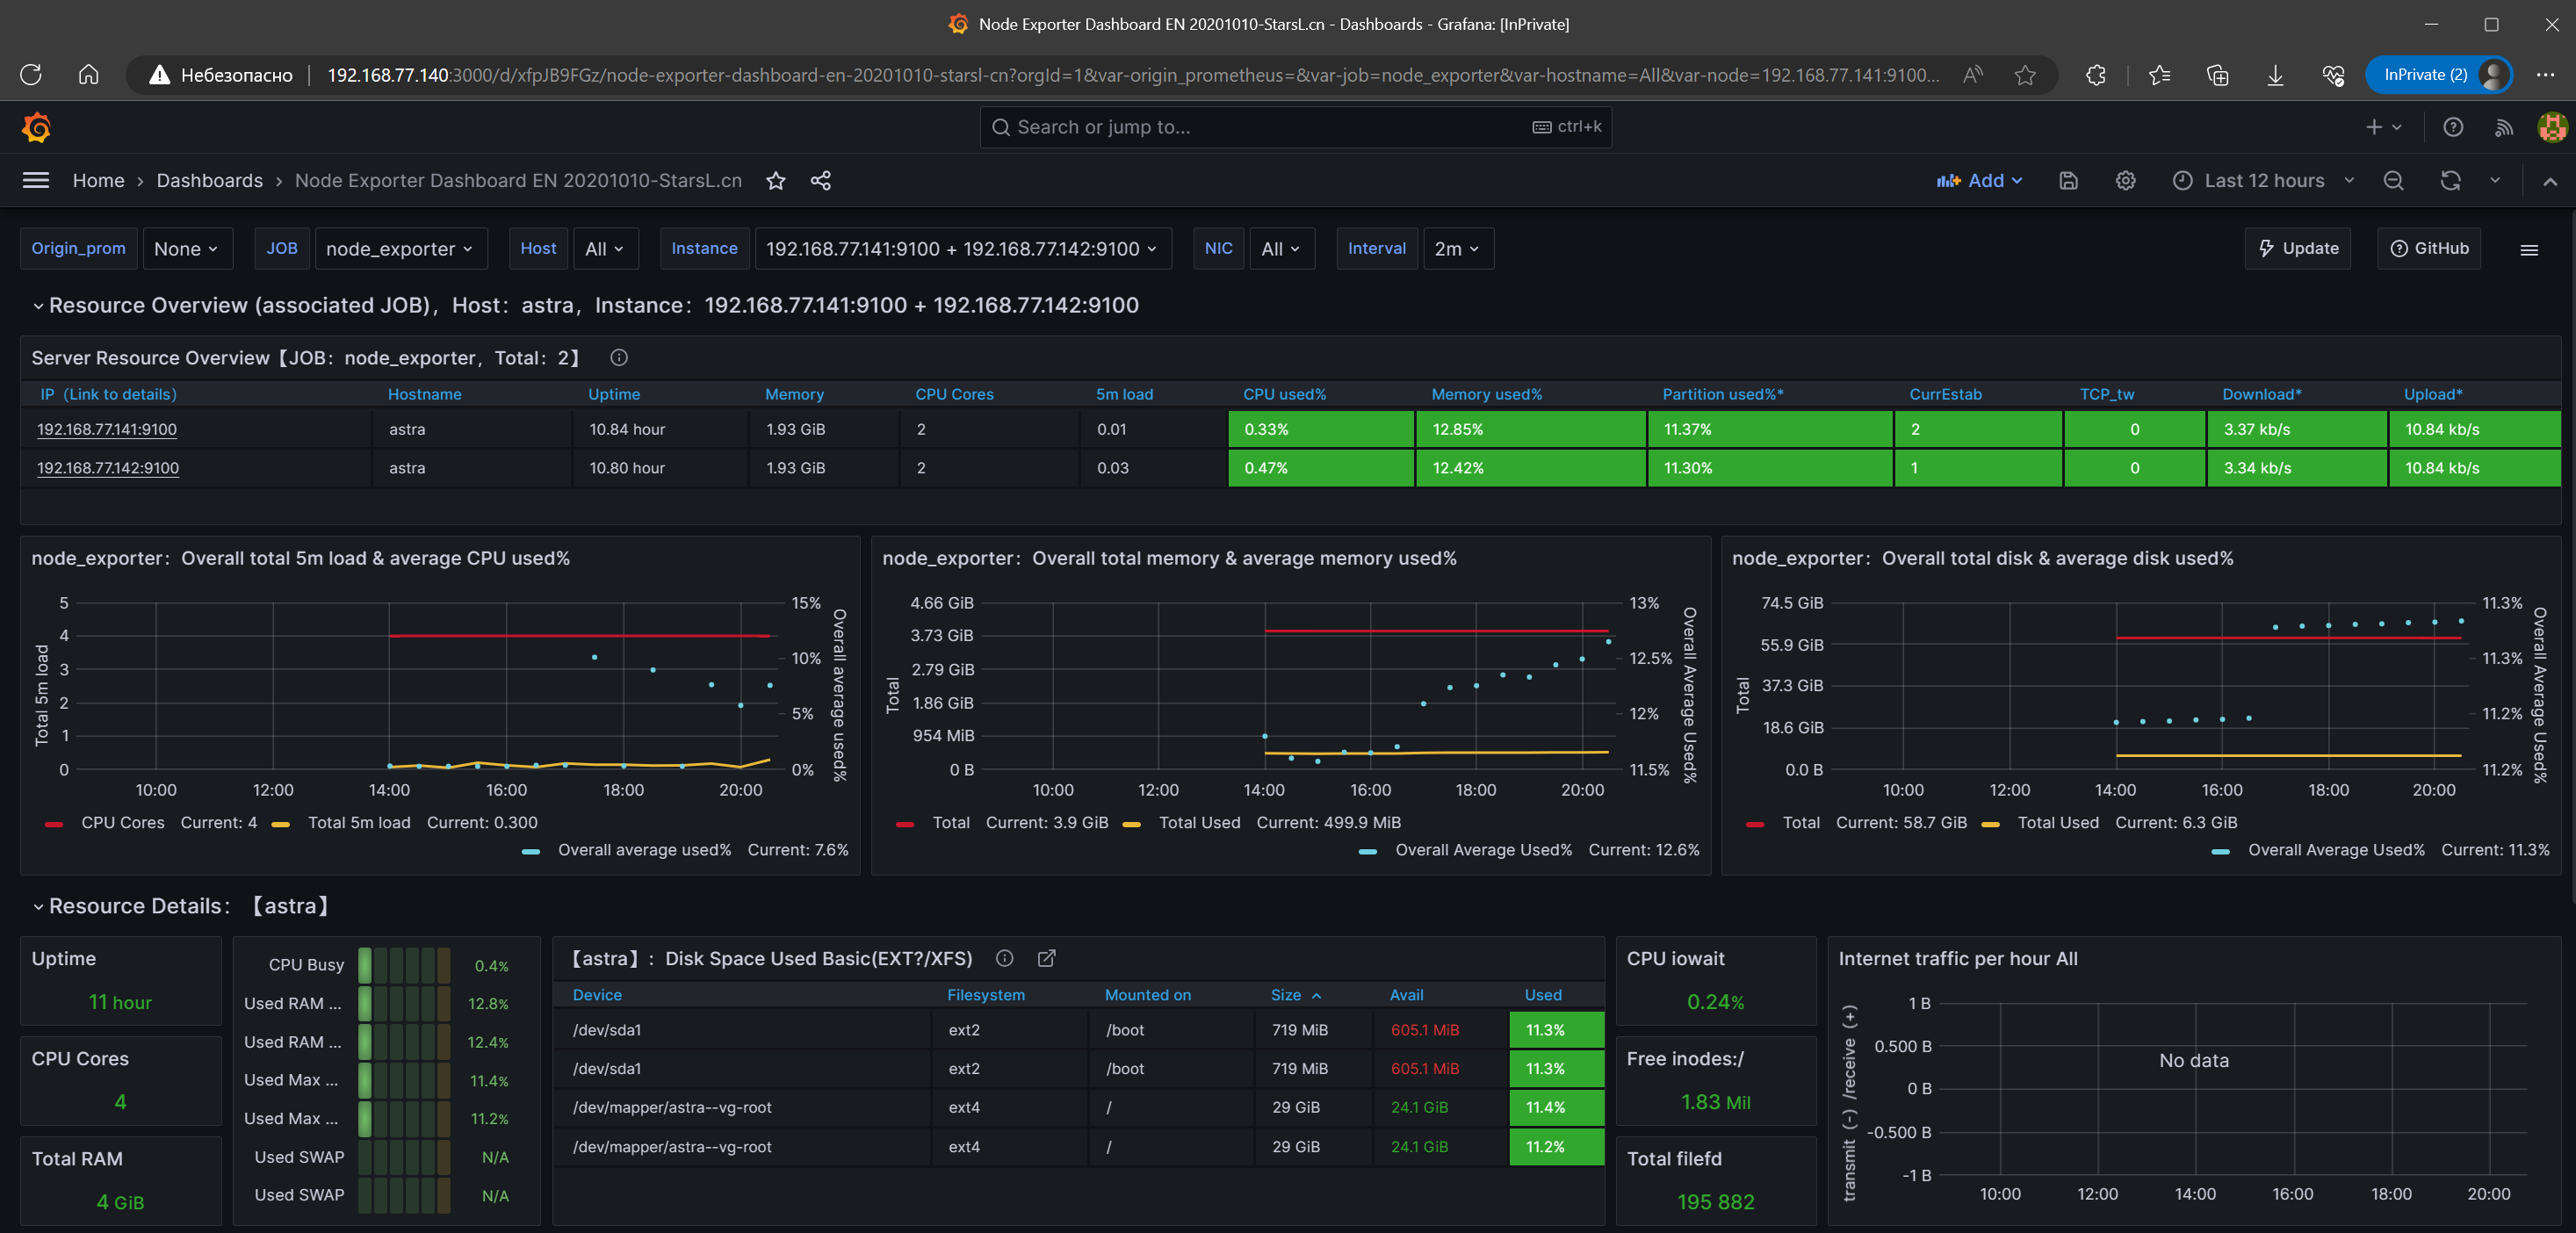 Node Exporter Dashboard EN 20201010-StarsL.cn - Dashboards - Grafana: [InPrivate]
Небезопасно 192.168.77.140:3000/d/xfpJB9FGz/node-exporter-dashboard-en-20201010-starsl-cn?orgId=1&var-origin_prometheus=&var-job=node_exporter&var-hostname=All&var-node=192.168.77.141:9100... InPrivate (2)
Search or jump to... ctrl+k
Home › Dashboards › Node Exporter Dashboard EN 20201010-StarsL.cn Add Last 12 hours
Origin_prom None JOB node_exporter Host All Instance 192.168.77.141:9100 + 192.168.77.142:9100 NIC All Interval 2m Update GitHub
Resource Overview (associated JOB)，Host：astra，Instance：192.168.77.141:9100 + 192.168.77.142:9100
Server Resource Overview【JOB：node_exporter，Total：2】
IP（Link to details） Hostname Uptime Memory CPU Cores 5m load CPU used% Memory used% Partition used%* CurrEstab TCP_tw Download* Upload*
192.168.77.141:9100 astra 10.84 hour 1.93 GiB 2 0.01 0.33% 12.85% 11.37% 2 0 3.37 kb/s 10.84 kb/s
192.168.77.142:9100 astra 10.80 hour 1.93 GiB 2 0.03 0.47% 12.42% 11.30% 1 0 3.34 kb/s 10.84 kb/s
node_exporter：Overall total 5m load & average CPU used%
Total 5m load
5
4
3
2
1
0
15%
10%
5%
0%
Overall average used%
10:00 12:00 14:00 16:00 18:00 20:00
CPU Cores Current: 4 Total 5m load Current: 0.300
Overall average used% Current: 7.6%
node_exporter：Overall total memory & average memory used%
Total
4.66 GiB
3.73 GiB
2.79 GiB
1.86 GiB
954 MiB
0 B
13%
12.5%
12%
11.5%
Overall Average Used%
10:00 12:00 14:00 16:00 18:00 20:00
Total Current: 3.9 GiB Total Used Current: 499.9 MiB
Overall Average Used% Current: 12.6%
node_exporter：Overall total disk & average disk used%
Total
74.5 GiB
55.9 GiB
37.3 GiB
18.6 GiB
0.0 B
11.3%
11.3%
11.2%
11.2%
Overall Average Used%
10:00 12:00 14:00 16:00 18:00 20:00
Total Current: 58.7 GiB Total Used Current: 6.3 GiB
Overall Average Used% Current: 11.3%
Resource Details：【astra】
Uptime
11 hour
CPU Cores
4
Total RAM
4 GiB
CPU Busy 0.4%
Used RAM ... 12.8%
Used RAM ... 12.4%
Used Max ... 11.4%
Used Max ... 11.2%
Used SWAP N/A
Used SWAP N/A
【astra】：Disk Space Used Basic(EXT?/XFS)
Device Filesystem Mounted on Size Avail Used
/dev/sda1 ext2 /boot 719 MiB 605.1 MiB 11.3%
/dev/sda1 ext2 /boot 719 MiB 605.1 MiB 11.3%
/dev/mapper/astra--vg-root ext4 / 29 GiB 24.1 GiB 11.4%
/dev/mapper/astra--vg-root ext4 / 29 GiB 24.1 GiB 11.2%
CPU iowait
0.24%
Free inodes:/
1.83 Mil
Total filefd
195 882
Internet traffic per hour All
transmit（-）/receive（+）
1 B
0.500 B
0 B
-0.500 B
-1 B
No data
10:00 12:00 14:00 16:00 18:00 20:00